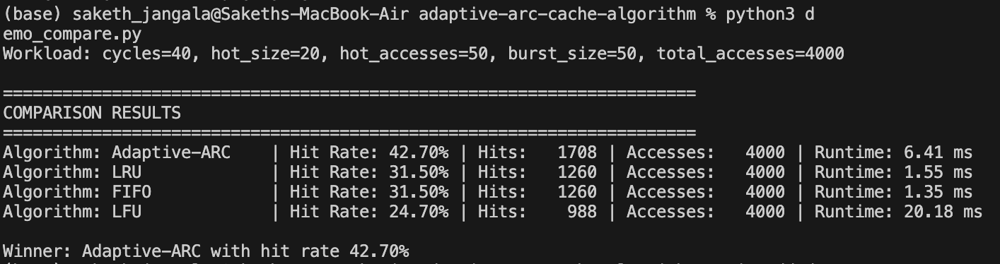 (base) saketh_jangala@Sakeths-MacBook-Air adaptive-arc-cache-algorithm % python3 d
emo_compare.py
Workload: cycles=40, hot_size=20, hot_accesses=50, burst_size=50, total_accesses=4000
======================================================================
COMPARISON RESULTS
======================================================================
Algorithm: Adaptive-ARC    | Hit Rate: 42.70% | Hits:   1708 | Accesses:   4000 | Runtime: 6.41 ms
Algorithm: LRU             | Hit Rate: 31.50% | Hits:   1260 | Accesses:   4000 | Runtime: 1.55 ms
Algorithm: FIFO            | Hit Rate: 31.50% | Hits:   1260 | Accesses:   4000 | Runtime: 1.35 ms
Algorithm: LFU             | Hit Rate: 24.70% | Hits:    988 | Accesses:   4000 | Runtime: 20.18 ms
Winner: Adaptive-ARC with hit rate 42.70%